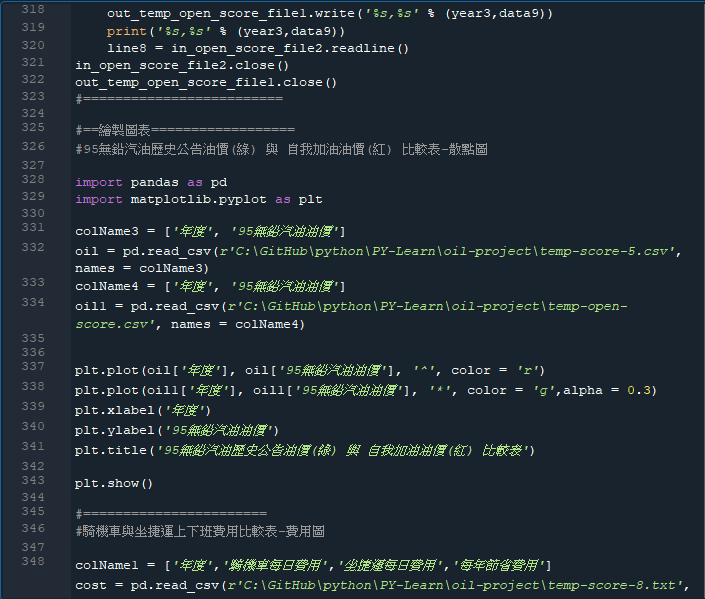 318 out_temp_open_score_file1.write('%s,%s' % (year3,data9))
319 print('%s,%s' % (year3,data9))
320 line8 = in_open_score_file2.readline()
321 in_open_score_file2.close()
322 out_temp_open_score_file1.close()
323 #=========================
324
325 #==繪製圖表==================
326 #95無鉛汽油歷史公告油價(綠) 與 自我加油油價(紅) 比較表-散點圖
327
328 import pandas as pd
329 import matplotlib.pyplot as plt
330
331 colName3 = ['年度', '95無鉛汽油油價']
332 oil = pd.read_csv(r'C:\GitHub\python\PY-Learn\oil-project\temp-score-5.csv',
names = colName3)
333 colName4 = ['年度', '95無鉛汽油油價']
334 oil1 = pd.read_csv(r'C:\GitHub\python\PY-Learn\oil-project\temp-open-
score.csv', names = colName4)
335
336
337 plt.plot(oil['年度'], oil['95無鉛汽油油價'], '^', color = 'r')
338 plt.plot(oil1['年度'], oil1['95無鉛汽油油價'], '*', color = 'g',alpha = 0.3)
339 plt.xlabel('年度')
340 plt.ylabel('95無鉛汽油油價')
341 plt.title('95無鉛汽油歷史公告油價(綠) 與 自我加油油價(紅) 比較表')
342
343 plt.show()
344
345 #=======================
346 #騎機車與坐捷運上下班費用比較表-費用圖
347
348 colName1 = ['年度','騎機車每日費用','坐捷運每日費用','每年節省費用']
cost = pd.read_csv(r'C:\GitHub\python\PY-Learn\oil-project\temp-score-8.txt',